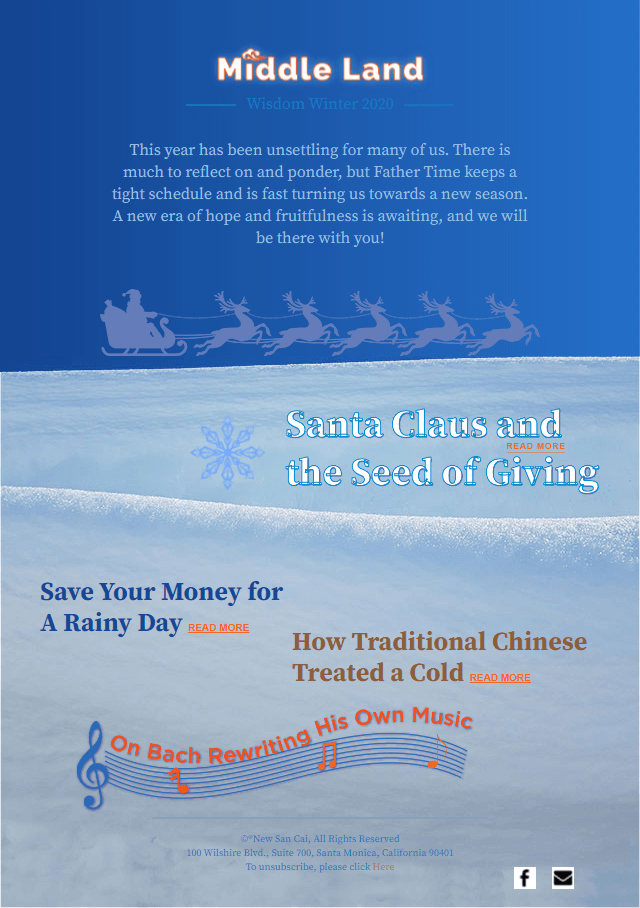 Middle Land
Wisdom Winter 2020
This year has been unsettling for many of us. There is
much to reflect on and ponder, but Father Time keeps a
tight schedule and is fast turning us towards a new season.
A new era of hope and fruitfulness is awaiting, and we will
be there with you!
Santa Claus and
READ MORE
the Seed of Giving
Save Your Money for
A Rainy Day READ MORE
How Traditional Chinese
Treated a Cold READ MORE
On Bach Rewriting His Own Music
©®New San Cai, All Rights Reserved
100 Wilshire Blvd., Suite 700, Santa Monica, California 90401
To unsubscribe, please click Here